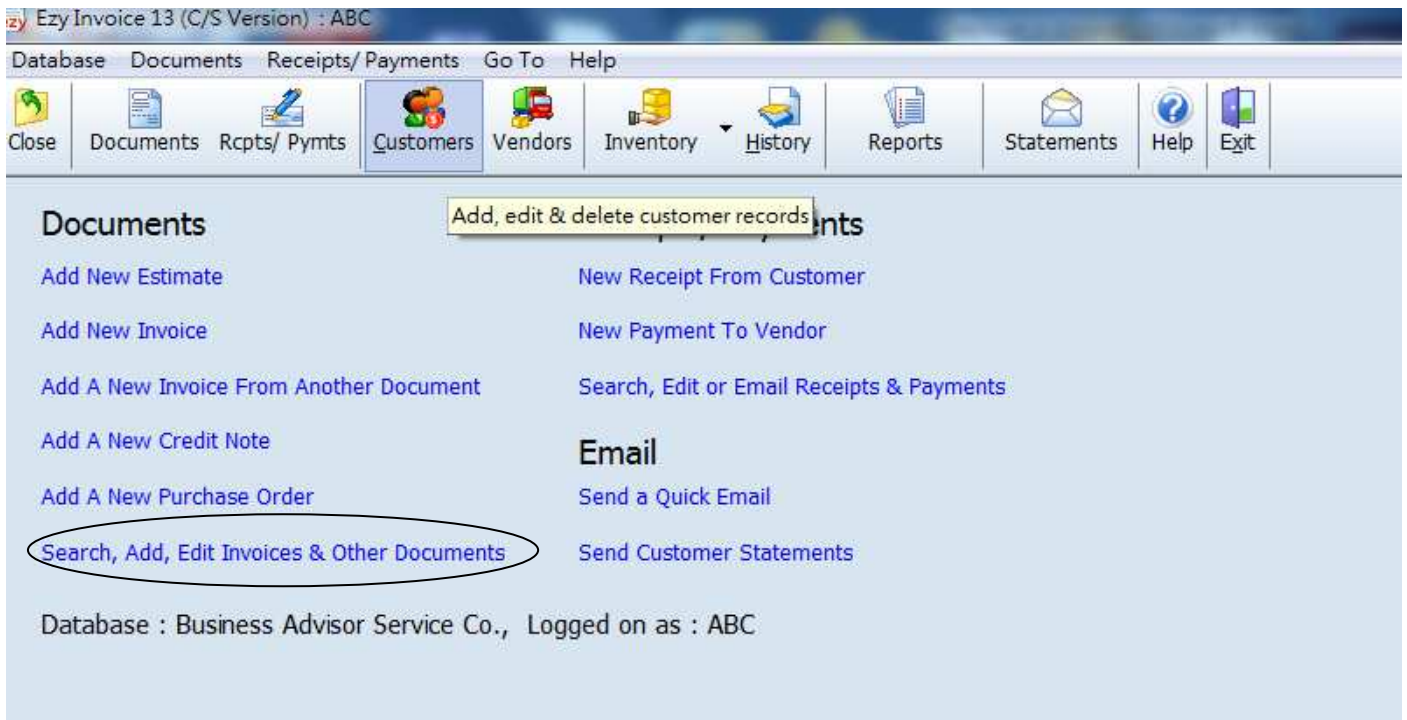 Ezy Invoice 13 (C/S Version) : ABC
Database Documents Receipts/ Payments Go To Help
Close Documents Rcpts/ Pymts Customers Vendors Inventory History Reports Statements Help Exit
Add, edit & delete customer records
Documents
Add New Estimate
Add New Invoice
Add A New Invoice From Another Document
Add A New Credit Note
Add A New Purchase Order
Search, Add, Edit Invoices & Other Documents
New Receipt From Customer
New Payment To Vendor
Search, Edit or Email Receipts & Payments
Email
Send a Quick Email
Send Customer Statements
Database : Business Advisor Service Co., Logged on as : ABC